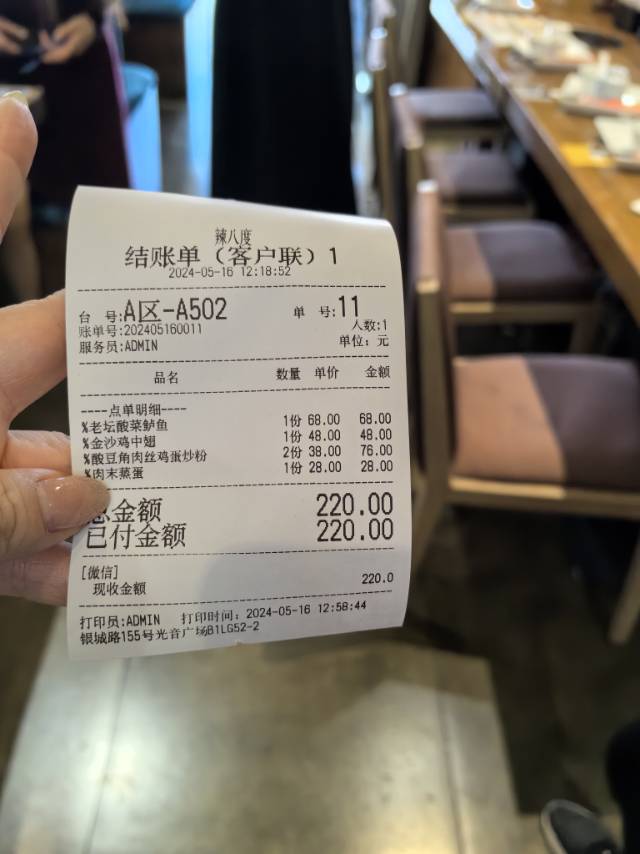 辣八度
结账单（客户联）1
2024-05-16 12:18:52
台 号:A区-A502 单 号:11
账单号:202405160011 人数:1
服务员:ADMIN 单位：元
品名 数量 单价 金额
----点单明细----
%老坛酸菜鲈鱼 1份 68.00 68.00
%金沙鸡中翅 1份 48.00 48.00
%酸豆角肉丝鸡蛋炒粉 2份 38.00 76.00
%肉末蒸蛋 1份 28.00 28.00
总金额 220.00
已付金额 220.00
[微信]
现收金额 220.0
打印员:ADMIN 打印时间：2024-05-16 12:58:44
银城路155号光音广场B1LG52-2